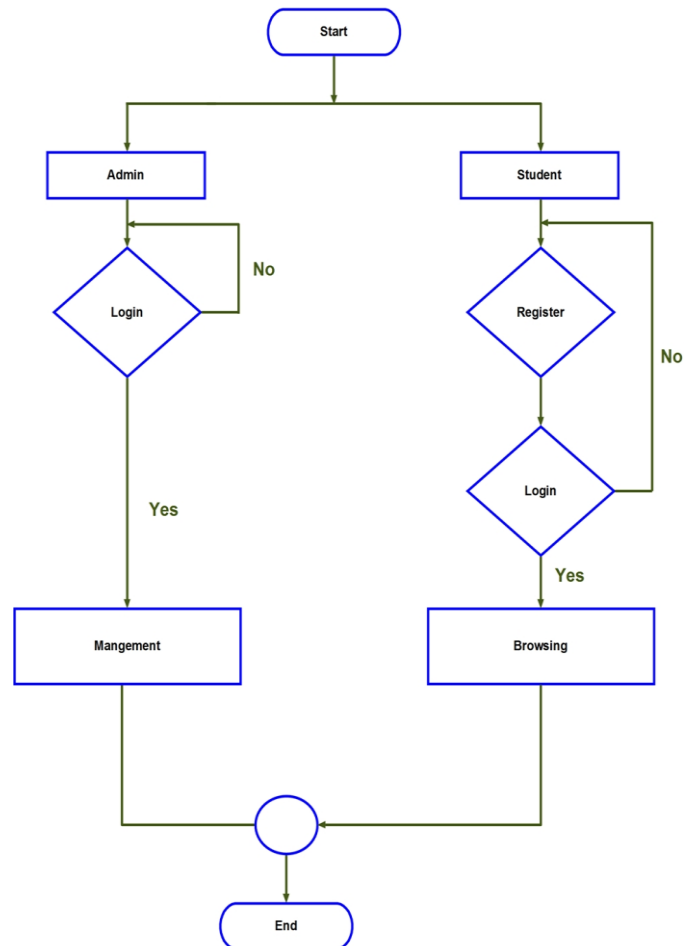 Start
Admin
Student
No
Login
Register
No
Login
Yes
Yes
Mangement
Browsing
End